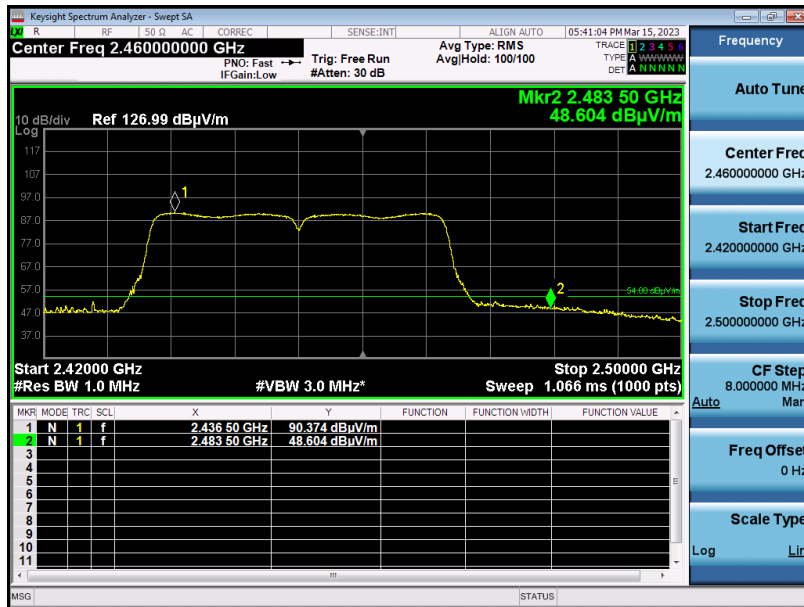 Keysight Spectrum Analyzer - Swept SA
LXI R RF 50 Ω AC CORREC SENSE:INT ALIGN AUTO 05:41:04 PM Mar 15, 2023
Center Freq 2.460000000 GHz
PNO: Fast
IFGain:Low
Trig: Free Run
#Atten: 30 dB
Avg Type: RMS
Avg|Hold: 100/100
TRACE 1 2 3 4 5 6
TYPE A WWWWW
DET A N N N N N
Mkr2 2.483 50 GHz
48.604 dBµV/m
10 dB/div Ref 126.99 dBµV/m
Log
117
107
97.0
87.0
77.0
67.0
57.0
47.0
37.0
1
2
54.00 dBµV/m
Start 2.42000 GHz Stop 2.50000 GHz
#Res BW 1.0 MHz #VBW 3.0 MHz* Sweep 1.066 ms (1000 pts)
MKR MODE TRC SCL X Y FUNCTION FUNCTION WIDTH FUNCTION VALUE
1 N 1 f 2.436 50 GHz 90.374 dBµV/m
2 N 1 f 2.483 50 GHz 48.604 dBµV/m
3
4
5
6
7
8
9
10
11
MSG STATUS
Frequency
Auto Tune
Center Freq
2.460000000 GHz
Start Freq
2.420000000 GHz
Stop Freq
2.500000000 GHz
CF Step
8.000000 MHz
Auto Man
Freq Offset
0 Hz
Scale Type
Log Lin